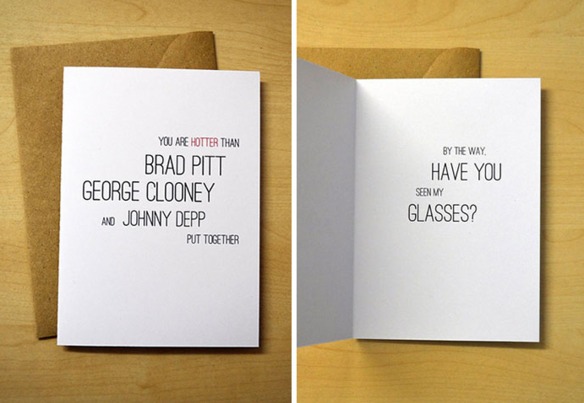 YOU ARE HOTTER THAN
BRAD PITT
GEORGE CLOONEY
AND JOHNNY DEPP
PUT TOGETHER
BY THE WAY,
HAVE YOU
SEEN MY
GLASSES?